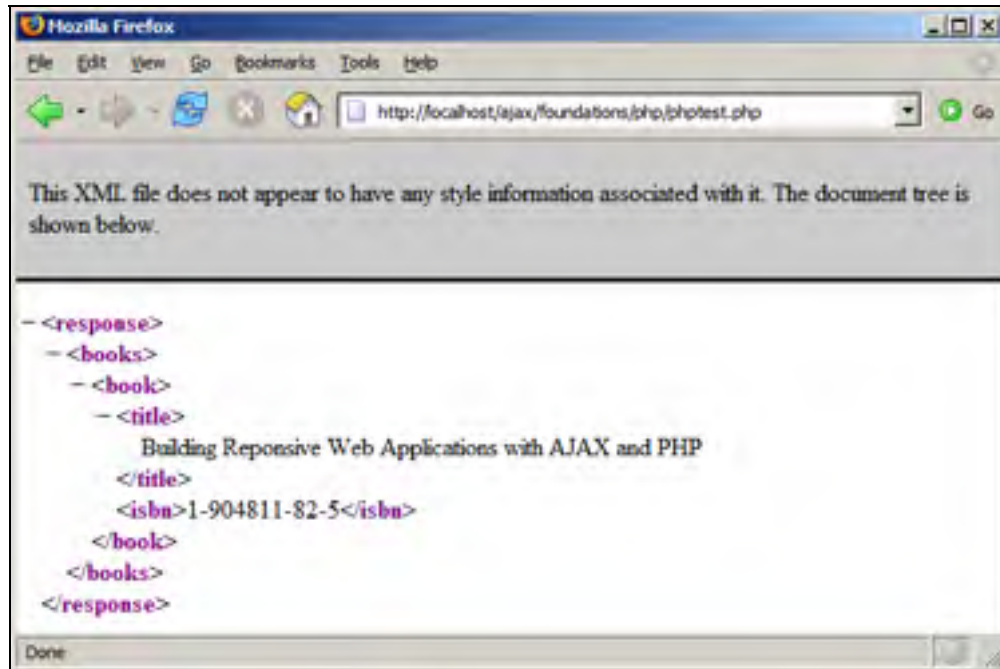 Mozilla Firefox
File Edit View Go Bookmarks Tools Help
http://localhost/ajax/foundations/php/phptest.php Go
This XML file does not appear to have any style information associated with it. The document tree is
shown below.
− <response>
− <books>
− <book>
− <title>
Building Reponsive Web Applications with AJAX and PHP
</title>
<isbn>1-904811-82-5</isbn>
</book>
</books>
</response>
Done